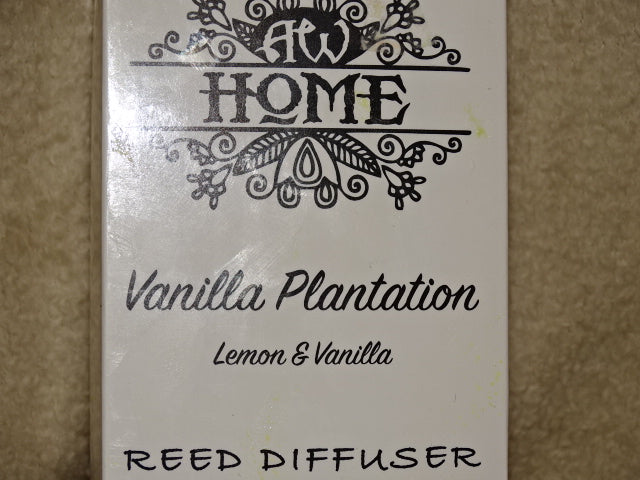 AW
HOME
Vanilla Plantation
Lemon & Vanilla
REED DIFFUSER